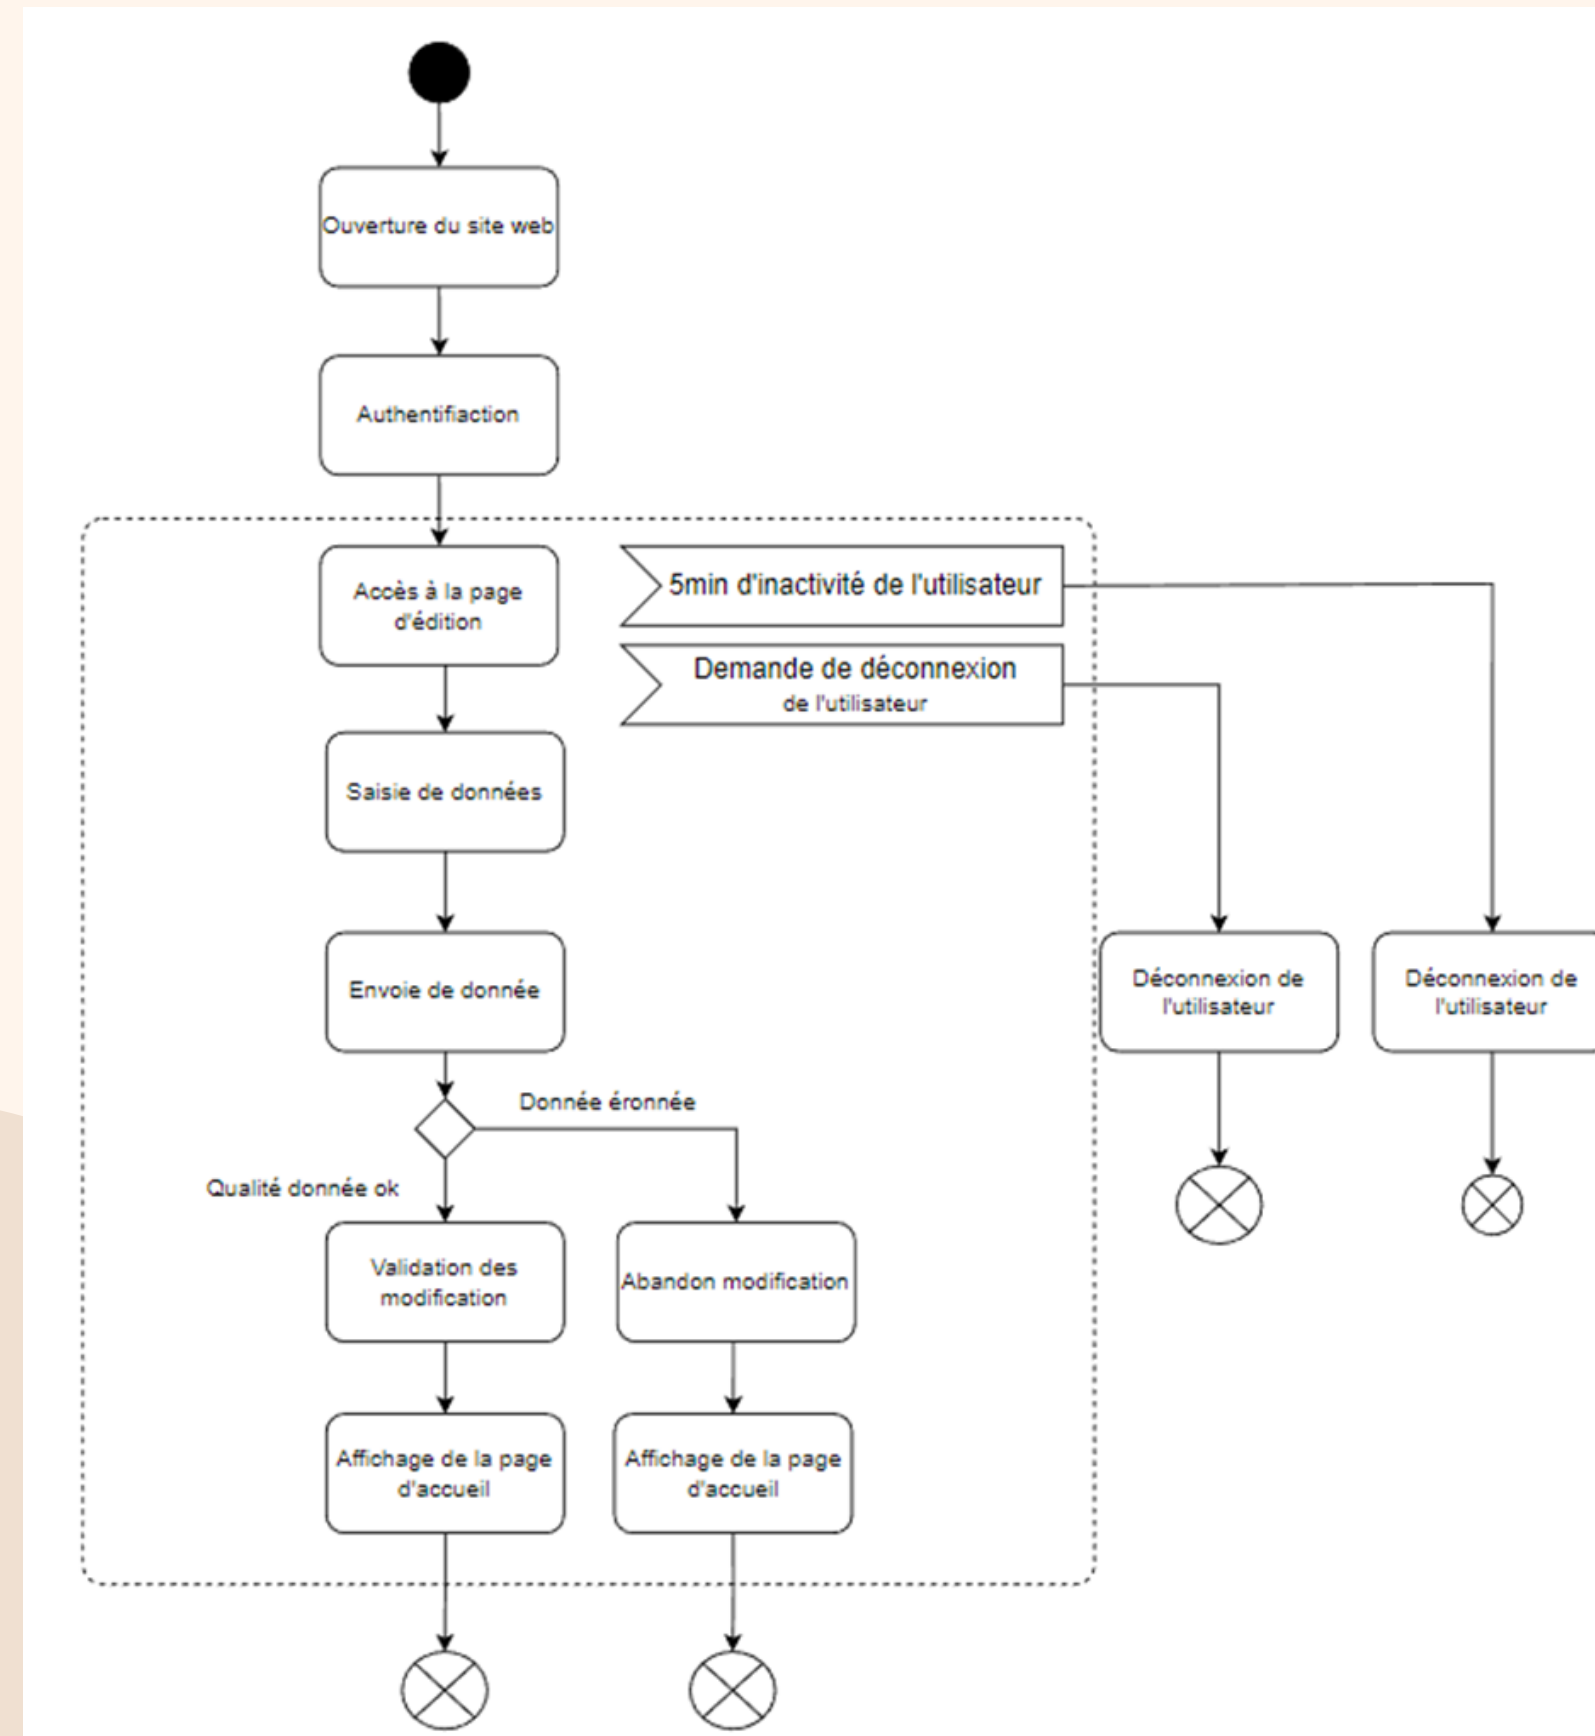 Ouverture du site web
Authentifiaction
Accès à la page
d'édition
5min d'inactivité de l'utilisateur
Demande de déconnexion
de l'utilisateur
Saisie de données
Envoie de donnée
Déconnexion de
l'utilisateur
Déconnexion de
l'utilisateur
Donnée éronnée
Qualité donnée ok
Validation des
modification
Abandon modification
Affichage de la page
d'accueil
Affichage de la page
d'accueil